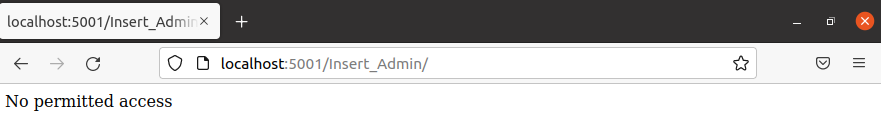 localhost:5001/Insert_Admin
localhost:5001/Insert_Admin/
No permitted access